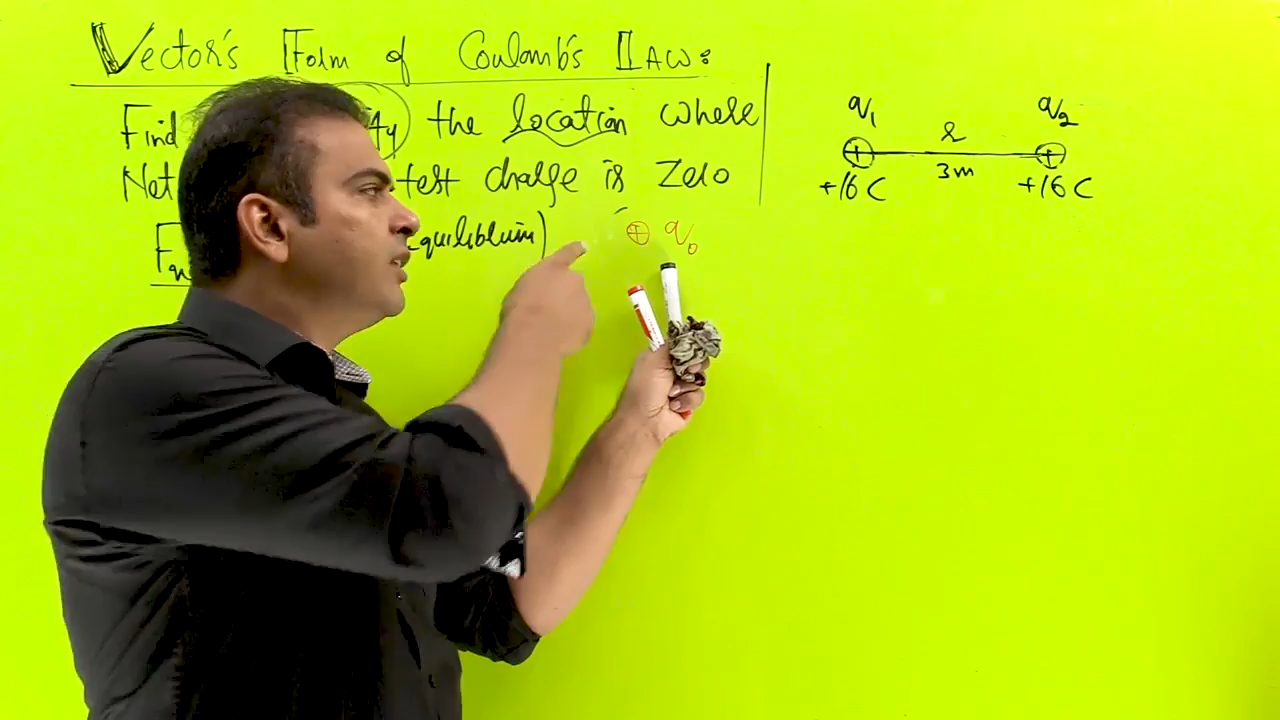 Vector's Form of Coulomb's LAW:
Find the location where
Net test charge is Zero
equilibrium)
⊕ q₀
q₁ q₂
r
3m
+16 C +16 C